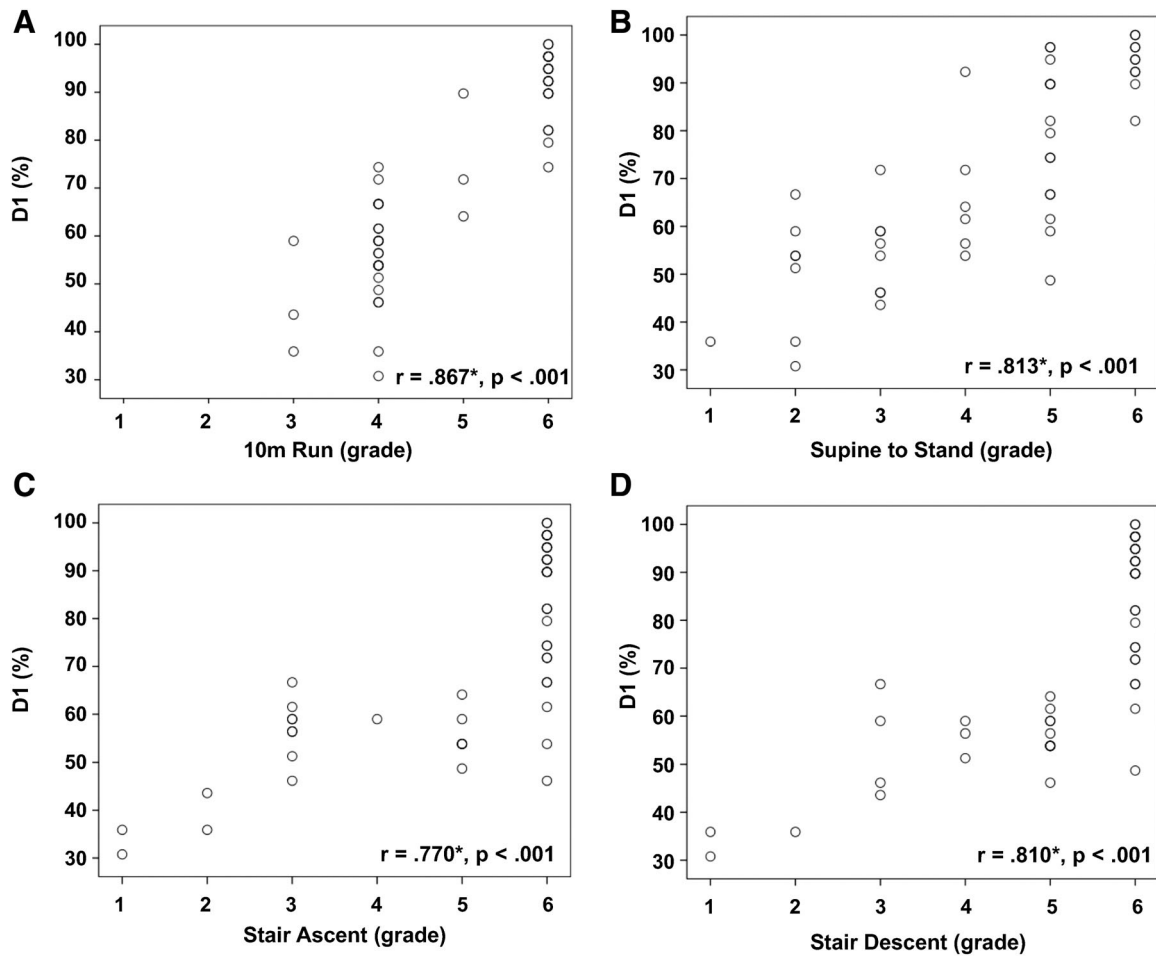 A
100
90
80
70
60
50
40
30
D1 (%)
r = .867*, p < .001
1 2 3 4 5 6
10m Run (grade)
B
100
90
80
70
60
50
40
30
D1 (%)
r = .813*, p < .001
1 2 3 4 5 6
Supine to Stand (grade)
C
100
90
80
70
60
50
40
30
D1 (%)
r = .770*, p < .001
1 2 3 4 5 6
Stair Ascent (grade)
D
100
90
80
70
60
50
40
30
D1 (%)
r = .810*, p < .001
1 2 3 4 5 6
Stair Descent (grade)